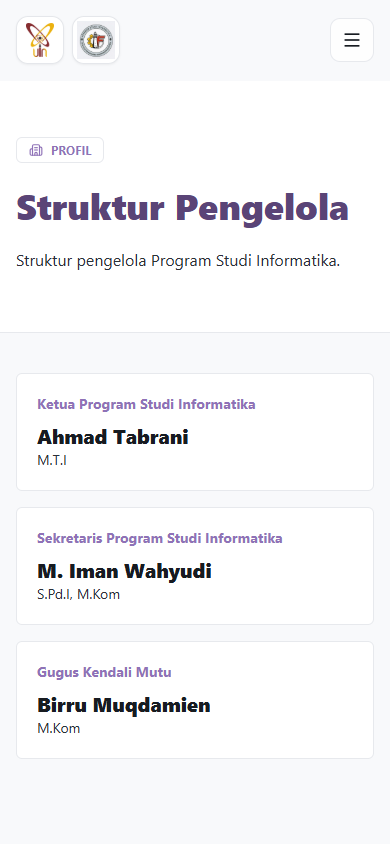 uin
PROFIL
Struktur Pengelola
Struktur pengelola Program Studi Informatika.
Ketua Program Studi Informatika
Ahmad Tabrani
M.T.I
Sekretaris Program Studi Informatika
M. Iman Wahyudi
S.Pd.I, M.Kom
Gugus Kendali Mutu
Birru Muqdamien
M.Kom